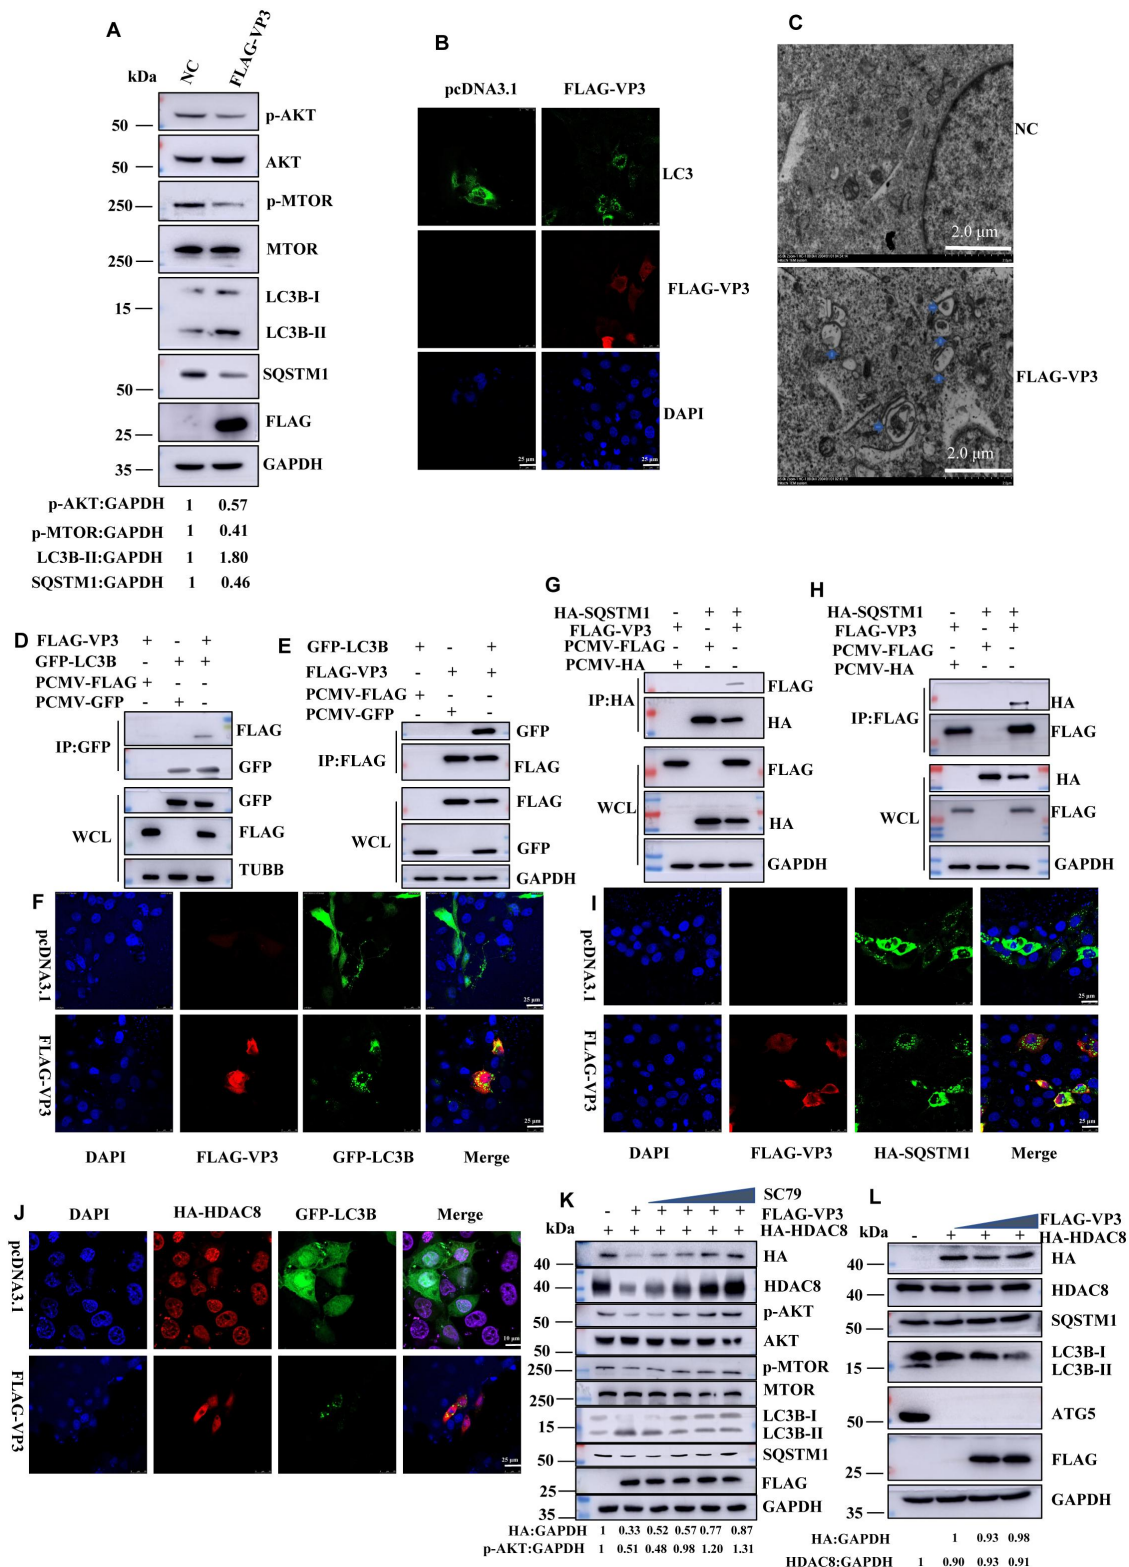 A
kDa
NC
FLAG-VP3
50
p-AKT
50
AKT
250
p-MTOR
250
MTOR
15
LC3B-I
LC3B-II
50
SQSTM1
25
FLAG
35
GAPDH
p-AKT:GAPDH 1 0.57
p-MTOR:GAPDH 1 0.41
LC3B-II:GAPDH 1 1.80
SQSTM1:GAPDH 1 0.46
B
pcDNA3.1 FLAG-VP3
LC3
FLAG-VP3
DAPI
25 μm 25 μm
C
NC
2.0 μm
FLAG-VP3
2.0 μm
D
FLAG-VP3 + - +
GFP-LC3B - + +
PCMV-FLAG - + -
PCMV-GFP + - -
IP:GFP
FLAG
GFP
WCL
GFP
FLAG
TUBB
E
GFP-LC3B + - +
FLAG-VP3 - + +
PCMV-FLAG + - -
PCMV-GFP - + -
IP:FLAG
GFP
FLAG
WCL
FLAG
GFP
GAPDH
G
HA-SQSTM1 - + +
FLAG-VP3 + - +
PCMV-FLAG - + -
PCMV-HA + - -
IP:HA
FLAG
HA
WCL
FLAG
HA
GAPDH
H
HA-SQSTM1 - + +
FLAG-VP3 + - +
PCMV-FLAG - + -
PCMV-HA + - -
IP:FLAG
HA
FLAG
WCL
HA
FLAG
GAPDH
F
pcDNA3.1
25 μm
FLAG-VP3
25 μm
DAPI FLAG-VP3 GFP-LC3B Merge
I
pcDNA3.1
25 μm
FLAG-VP3
25 μm
DAPI FLAG-VP3 HA-SQSTM1 Merge
J
DAPI HA-HDAC8 GFP-LC3B Merge
pcDNA3.1
10 μm
FLAG-VP3
25 μm
K
SC79
- + + + + + FLAG-VP3
+ + + + + + HA-HDAC8
kDa
40
HA
40
HDAC8
50
p-AKT
AKT
250
p-MTOR
250
MTOR
15
LC3B-I
LC3B-II
50
SQSTM1
25
FLAG
35
GAPDH
HA:GAPDH 1 0.33 0.52 0.57 0.77 0.87
p-AKT:GAPDH 1 0.51 0.48 0.98 1.20 1.31
L
FLAG-VP3
- + + + HA-HDAC8
kDa
40
HA
40
HDAC8
50
SQSTM1
15
LC3B-I
LC3B-II
50
ATG5
25
FLAG
35
GAPDH
HA:GAPDH 1 0.93 0.98
HDAC8:GAPDH 1 0.90 0.93 0.91